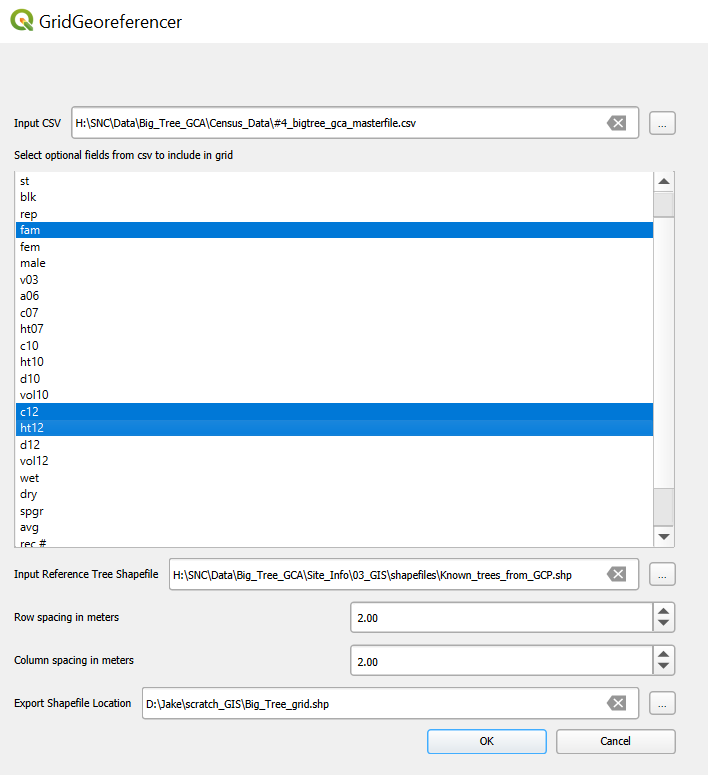 GridGeoreferencer
Input CSV H:\SNC\Data\Big_Tree_GCA\Census_Data\#4_bigtree_gca_masterfile.csv ...
Select optional fields from csv to include in grid
st
blk
rep
fam
fem
male
v03
a06
c07
ht07
c10
ht10
d10
vol10
c12
ht12
d12
vol12
wet
dry
spgr
avg
rec #
Input Reference Tree Shapefile H:\SNC\Data\Big_Tree_GCA\Site_Info\03_GIS\shapefiles\Known_trees_from_GCP.shp ...
Row spacing in meters 2.00
Column spacing in meters 2.00
Export Shapefile Location D:\Jake\scratch_GIS\Big_Tree_grid.shp ...
OK Cancel